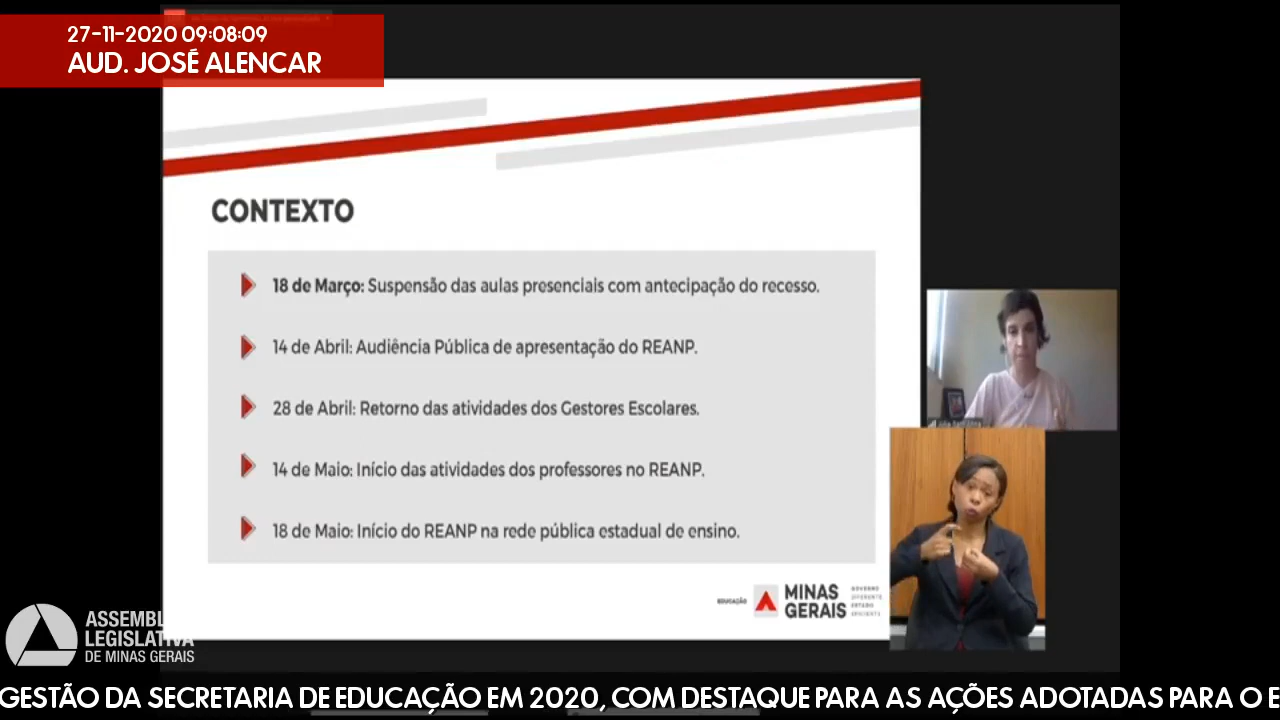 27-11-2020 09:08:09
AUD. JOSÉ ALENCAR
CONTEXTO
18 de Março: Suspensão das aulas presenciais com antecipação do recesso.
14 de Abril: Audiência Pública de apresentação do REANP.
28 de Abril: Retorno das atividades dos Gestores Escolares.
14 de Maio: Início das atividades dos professores no REANP.
18 de Maio: Início do REANP na rede pública estadual de ensino.
EDUCAÇÃO
MINAS
GERAIS
GOVERNO
DIFERENTE
ESTADO
EFICIENTE
ASSEMBL
LEGISLATIVA
DE MINAS GERAIS
GESTÃO DA SECRETARIA DE EDUCAÇÃO EM 2020, COM DESTAQUE PARA AS AÇÕES ADOTADAS PARA O E